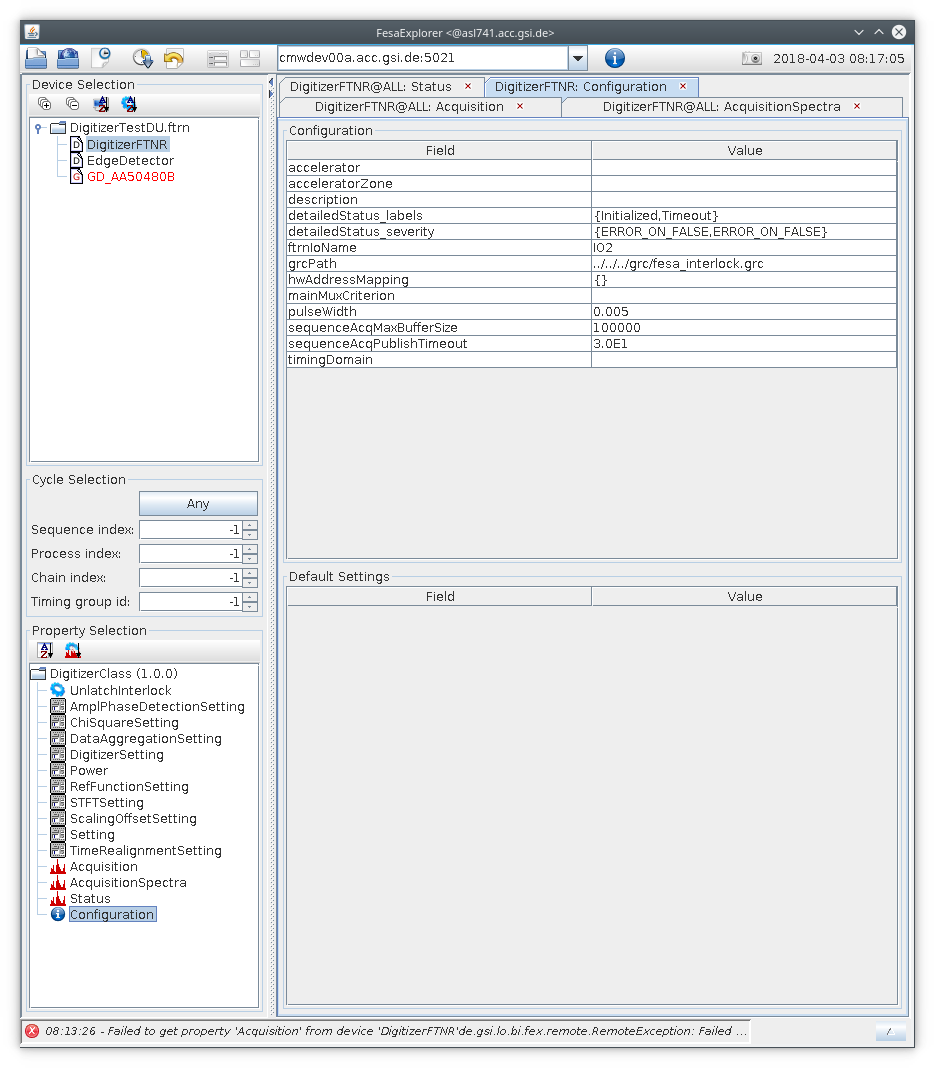 FesaExplorer <@asl741.acc.gsi.de>
cmwdev00a.acc.gsi.de:5021
2018-04-03 08:17:05
Device Selection
DigitizerTestDU.ftrn
DigitizerFTNR
EdgeDetector
GD_AA50480B
Cycle Selection
Any
Sequence index: -1
Process index: -1
Chain index: -1
Timing group id: -1
Property Selection
DigitizerClass (1.0.0)
UnlatchInterlock
AmplPhaseDetectionSetting
ChiSquareSetting
DataAggregationSetting
DigitizerSetting
Power
RefFunctionSetting
STFTSetting
ScalingOffsetSetting
Setting
TimeRealignmentSetting
Acquisition
AcquisitionSpectra
Status
Configuration
DigitizerFTNR@ALL: Status × DigitizerFTNR: Configuration ×
DigitizerFTNR@ALL: Acquisition × DigitizerFTNR@ALL: AcquisitionSpectra ×
Configuration
Field Value
accelerator
acceleratorZone
description
detailedStatus_labels {Initialized,Timeout}
detailedStatus_severity {ERROR_ON_FALSE,ERROR_ON_FALSE}
ftrnIoName IO2
grcPath ../../../grc/fesa_interlock.grc
hwAddressMapping {}
mainMuxCriterion
pulseWidth 0.005
sequenceAcqMaxBufferSize 100000
sequenceAcqPublishTimeout 3.0E1
timingDomain
Default Settings
Field Value
08:13:26 - Failed to get property 'Acquisition' from device 'DigitizerFTNR'de.gsi.lo.bi.fex.remote.RemoteException: Failed ...